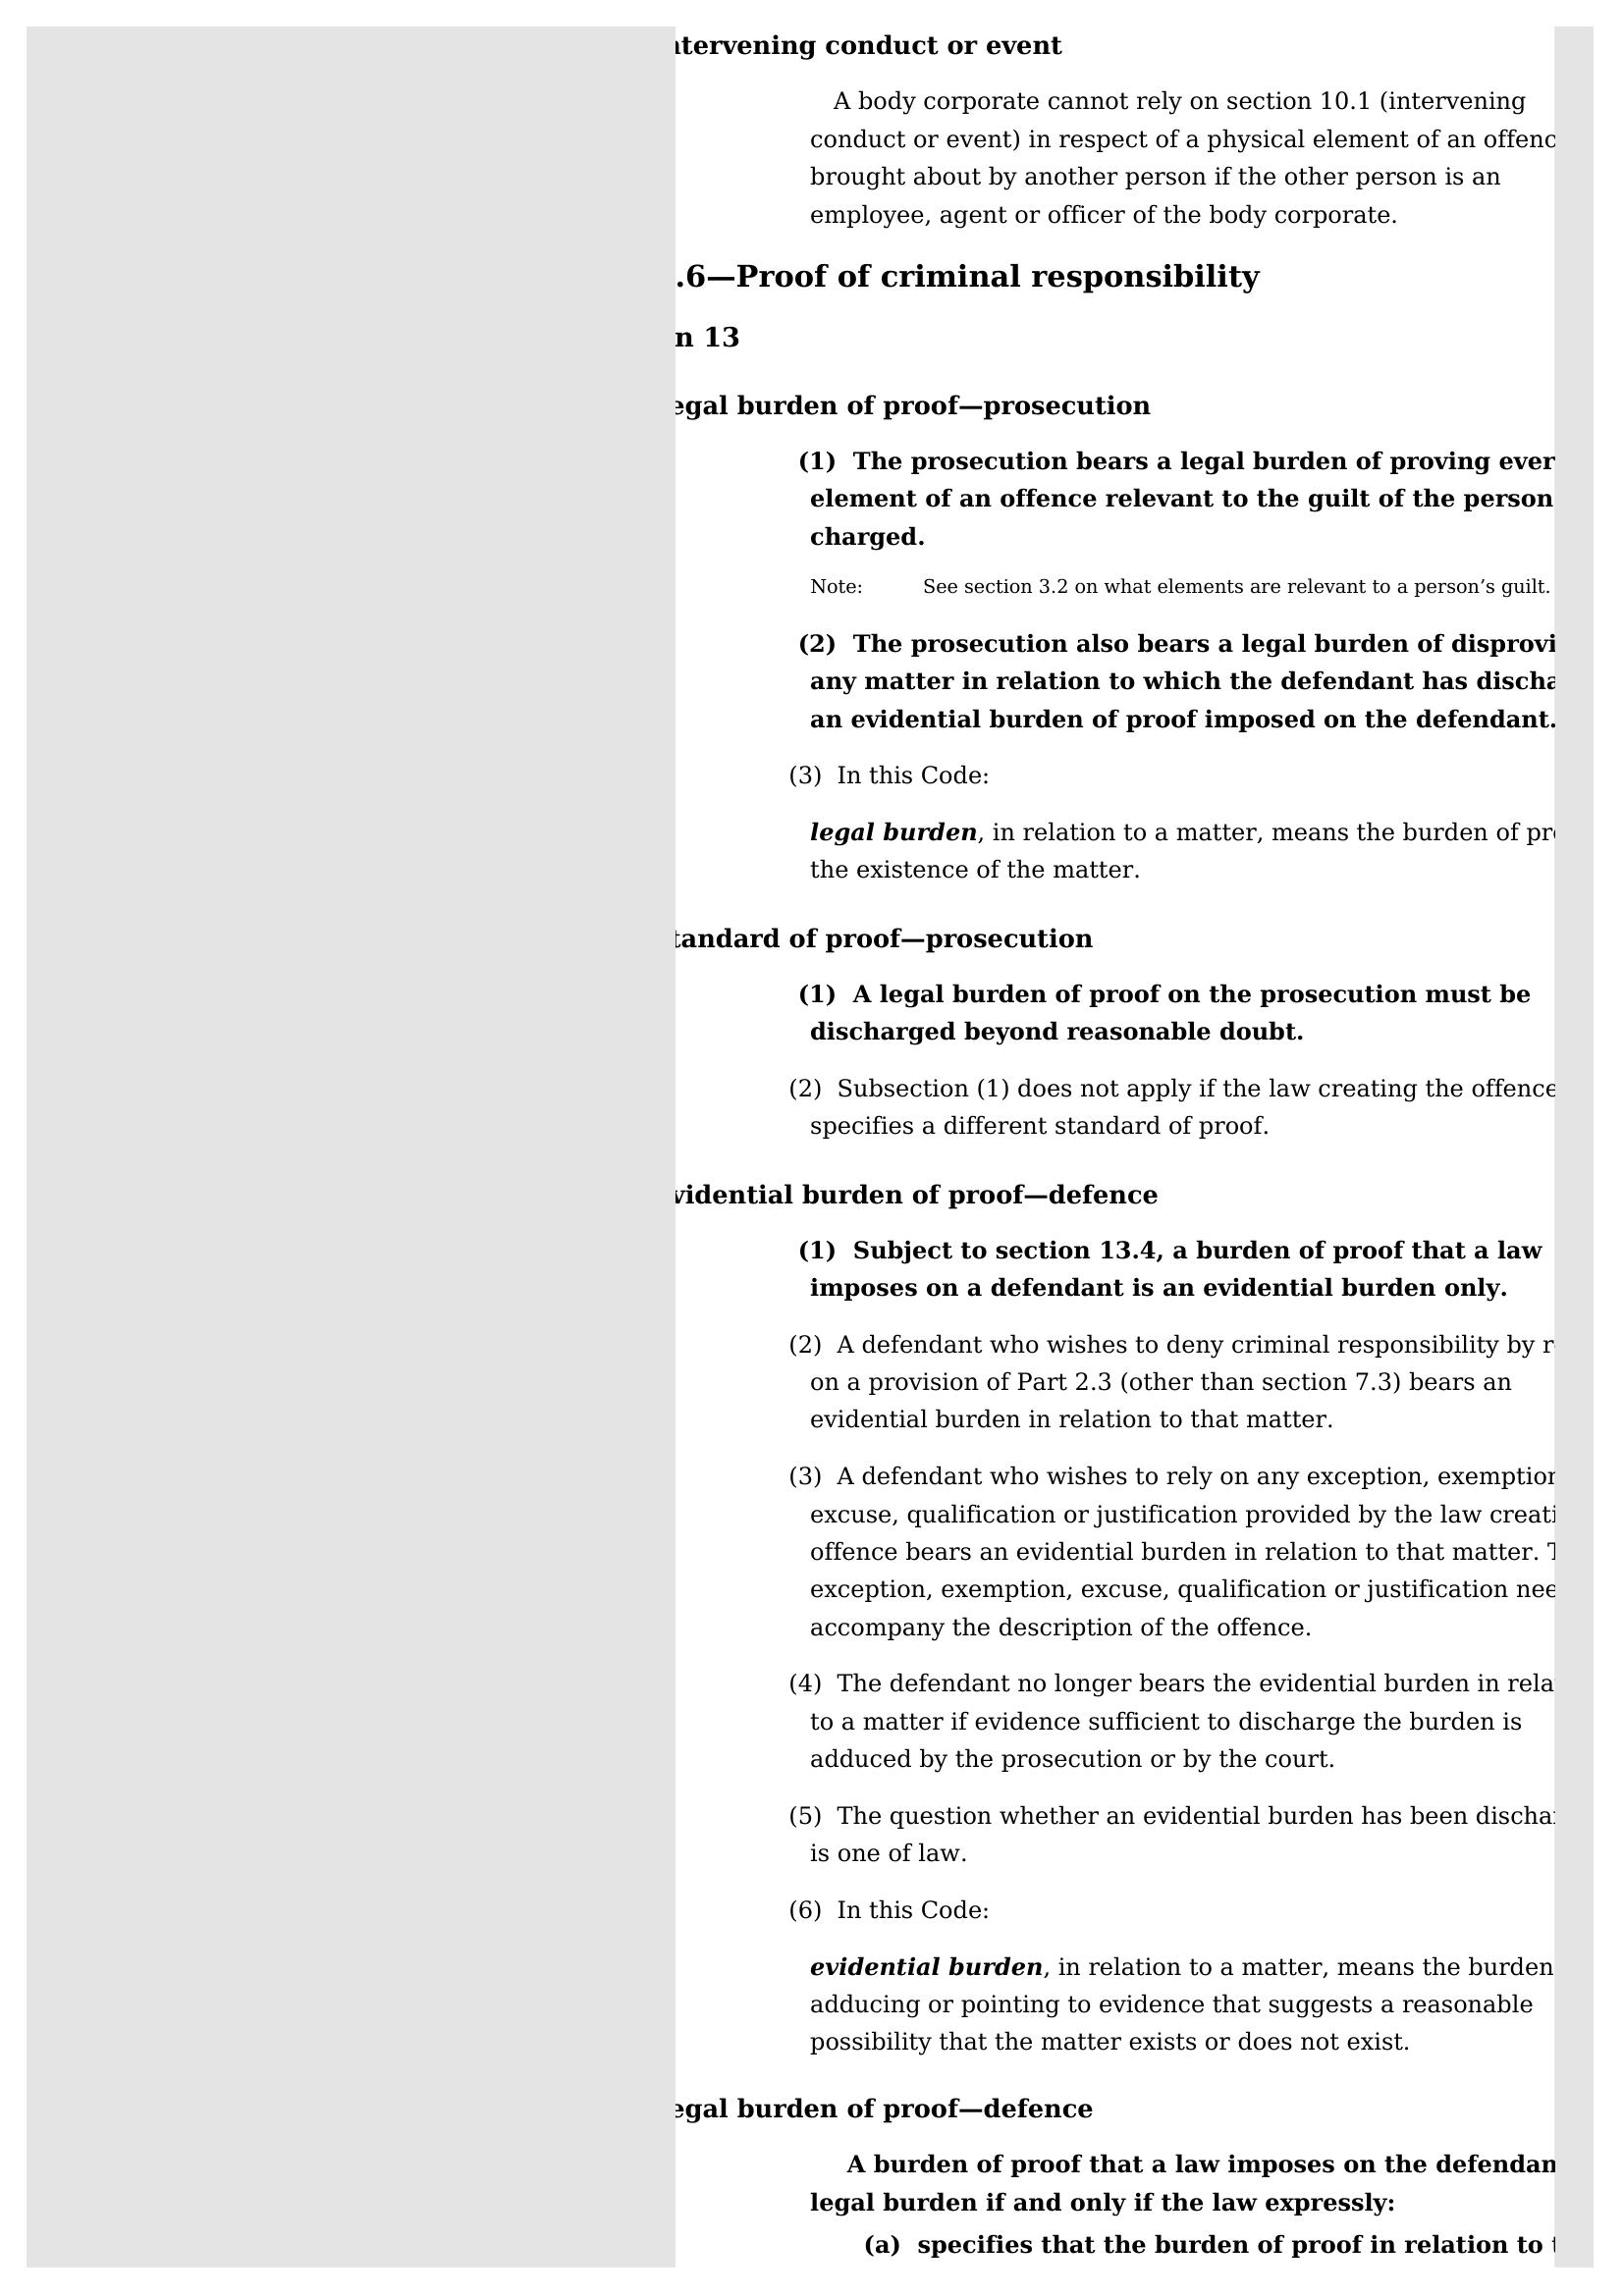 ntervening conduct or event
A body corporate cannot rely on section 10.1 (intervening
conduct or event) in respect of a physical element of an offenc
brought about by another person if the other person is an
employee, agent or officer of the body corporate.
.6—Proof of criminal responsibility
n 13
egal burden of proof—prosecution
(1) The prosecution bears a legal burden of proving ever
element of an offence relevant to the guilt of the person
charged.
Note: See section 3.2 on what elements are relevant to a person’s guilt.
(2) The prosecution also bears a legal burden of disprovi
any matter in relation to which the defendant has discha
an evidential burden of proof imposed on the defendant.
(3) In this Code:
legal burden, in relation to a matter, means the burden of pr
the existence of the matter.
tandard of proof—prosecution
(1) A legal burden of proof on the prosecution must be
discharged beyond reasonable doubt.
(2) Subsection (1) does not apply if the law creating the offence
specifies a different standard of proof.
vidential burden of proof—defence
(1) Subject to section 13.4, a burden of proof that a law
imposes on a defendant is an evidential burden only.
(2) A defendant who wishes to deny criminal responsibility by r
on a provision of Part 2.3 (other than section 7.3) bears an
evidential burden in relation to that matter.
(3) A defendant who wishes to rely on any exception, exemption
excuse, qualification or justification provided by the law creati
offence bears an evidential burden in relation to that matter. T
exception, exemption, excuse, qualification or justification nee
accompany the description of the offence.
(4) The defendant no longer bears the evidential burden in rela
to a matter if evidence sufficient to discharge the burden is
adduced by the prosecution or by the court.
(5) The question whether an evidential burden has been discha
is one of law.
(6) In this Code:
evidential burden, in relation to a matter, means the burden
adducing or pointing to evidence that suggests a reasonable
possibility that the matter exists or does not exist.
egal burden of proof—defence
A burden of proof that a law imposes on the defendan
legal burden if and only if the law expressly:
(a) specifies that the burden of proof in relation to t